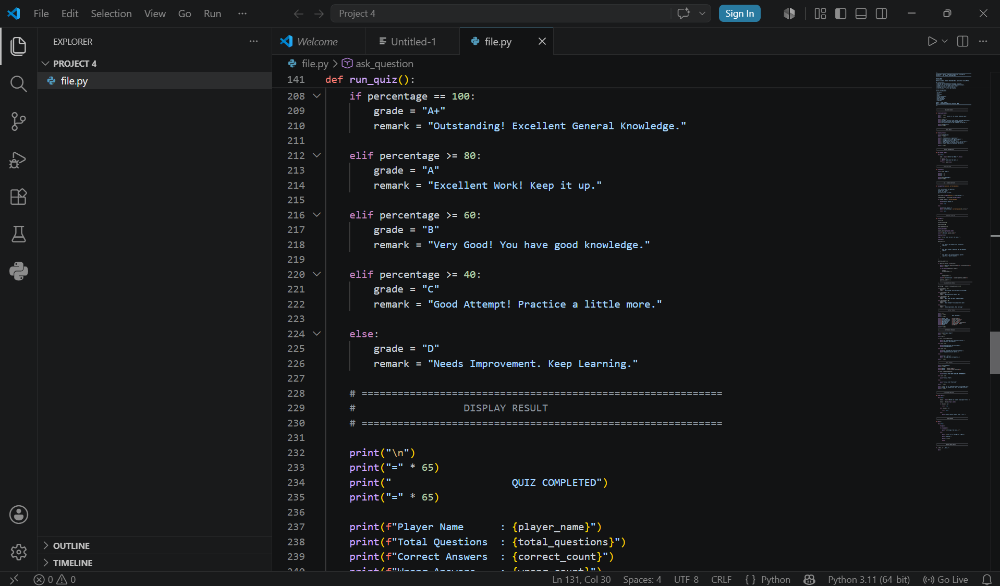 File Edit Selection View Go Run ··· Project 4 Sign In
EXPLORER ···
PROJECT 4
file.py
OUTLINE
TIMELINE
Welcome Untitled-1 file.py
file.py > ask_question
141 def run_quiz():
208 if percentage == 100:
209 grade = "A+"
210 remark = "Outstanding! Excellent General Knowledge."
211
212 elif percentage >= 80:
213 grade = "A"
214 remark = "Excellent Work! Keep it up."
215
216 elif percentage >= 60:
217 grade = "B"
218 remark = "Very Good! You have good knowledge."
219
220 elif percentage >= 40:
221 grade = "C"
222 remark = "Good Attempt! Practice a little more."
223
224 else:
225 grade = "D"
226 remark = "Needs Improvement. Keep Learning."
227
228 # ============================================================
229 #                  DISPLAY RESULT
230 # ============================================================
231
232 print("\n")
233 print("=" * 65)
234 print("                    QUIZ COMPLETED")
235 print("=" * 65)
236
237 print(f"Player Name      : {player_name}")
238 print(f"Total Questions  : {total_questions}")
239 print(f"Correct Answers  : {correct_count}")
240 print(f"Wrong Answers    : {wrong_count}")
0 0 Ln 131, Col 30 Spaces: 4 UTF-8 CRLF { } Python Python 3.11 (64-bit) Go Live